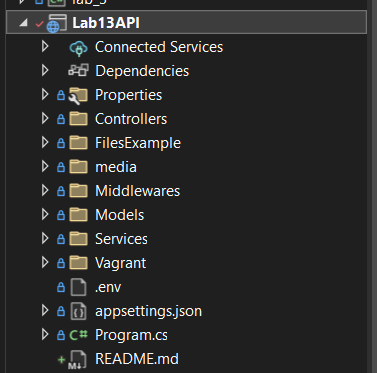 lab_5
Lab13API
Connected Services
Dependencies
Properties
Controllers
FilesExample
media
Middlewares
Models
Services
Vagrant
.env
appsettings.json
C# Program.cs
README.md